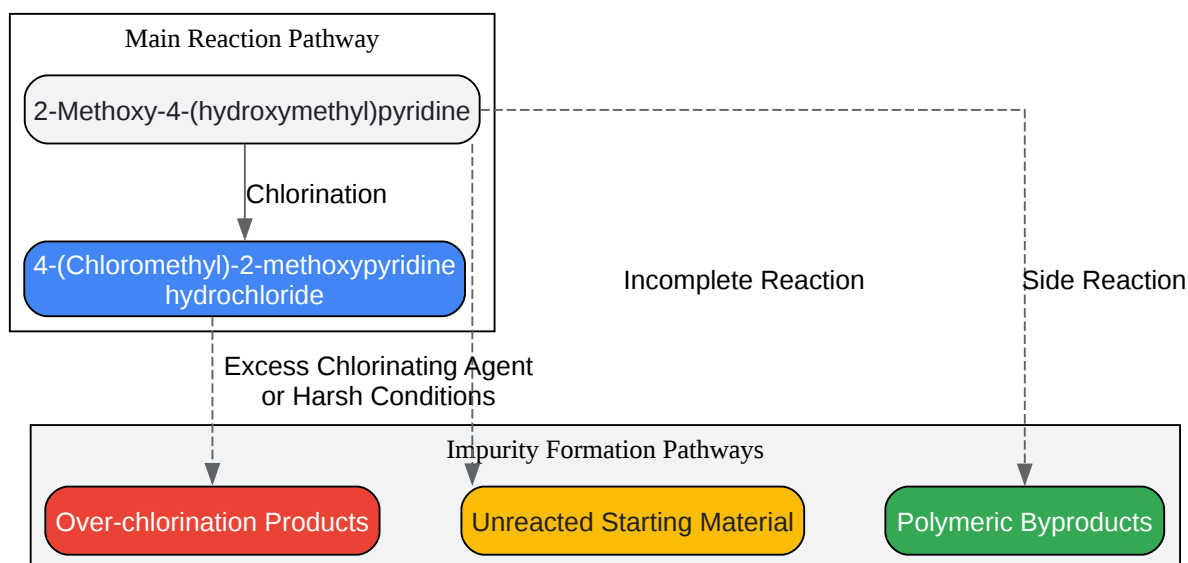 Main Reaction Pathway
2-Methoxy-4-(hydroxymethyl)pyridine
Chlorination
4-(Chloromethyl)-2-methoxypyridine
hydrochloride
Incomplete Reaction
Side Reaction
Excess Chlorinating Agent
or Harsh Conditions
Impurity Formation Pathways
Over-chlorination Products
Unreacted Starting Material
Polymeric Byproducts